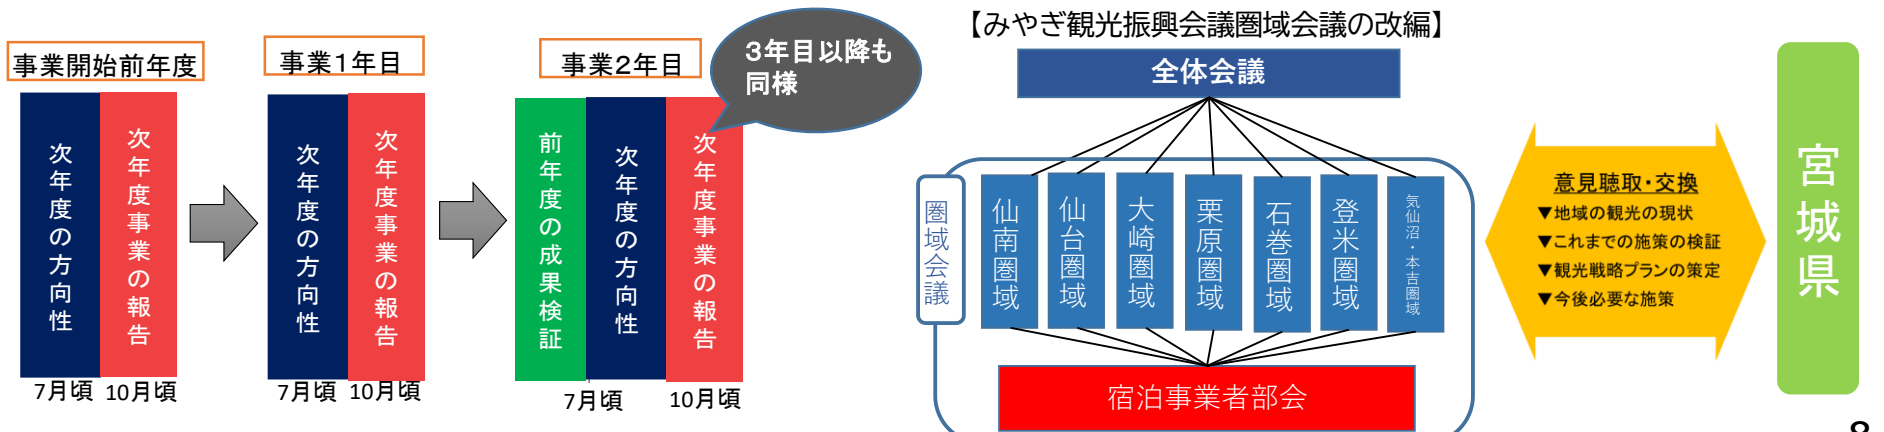 事業開始前年度
次年度の方向性
次年度事業の報告
7月頃
10月頃
事業1年目
次年度の方向性
次年度事業の報告
7月頃
10月頃
事業2年目
前年度の成果検証
次年度の方向性
次年度事業の報告
7月頃
10月頃
3年目以降も
同様
【みやぎ観光振興会議圏域会議の改編】
全体会議
圏域会議
仙南圏域
仙台圏域
大崎圏域
栗原圏域
石巻圏域
登米圏域
気仙沼・本吉圏域
宿泊事業者部会
意見聴取・交換
▼地域の観光の現状
▼これまでの施策の検証
▼観光戦略プランの策定
▼今後必要な施策
宮城県